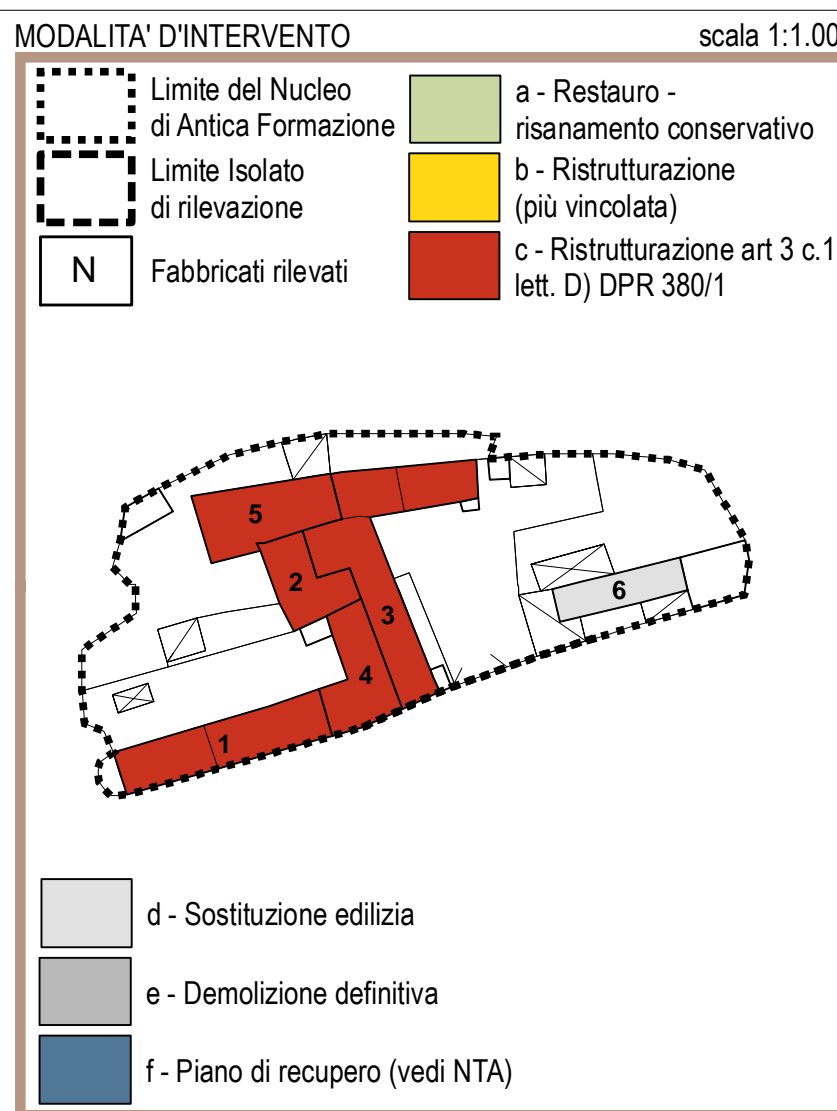 MODALITA' D'INTERVENTO
scala 1:1.00
Limite del Nucleo
di Antica Formazione
Limite Isolato
di rilevazione
N
Fabbricati rilevati
a - Restauro -
risanamento conservativo
b - Ristrutturazione
(più vincolata)
c - Ristrutturazione art 3 c.1
lett. D) DPR 380/1
5
2
3
6
4
1
d - Sostituzione edilizia
e - Demolizione definitiva
f - Piano di recupero (vedi NTA)